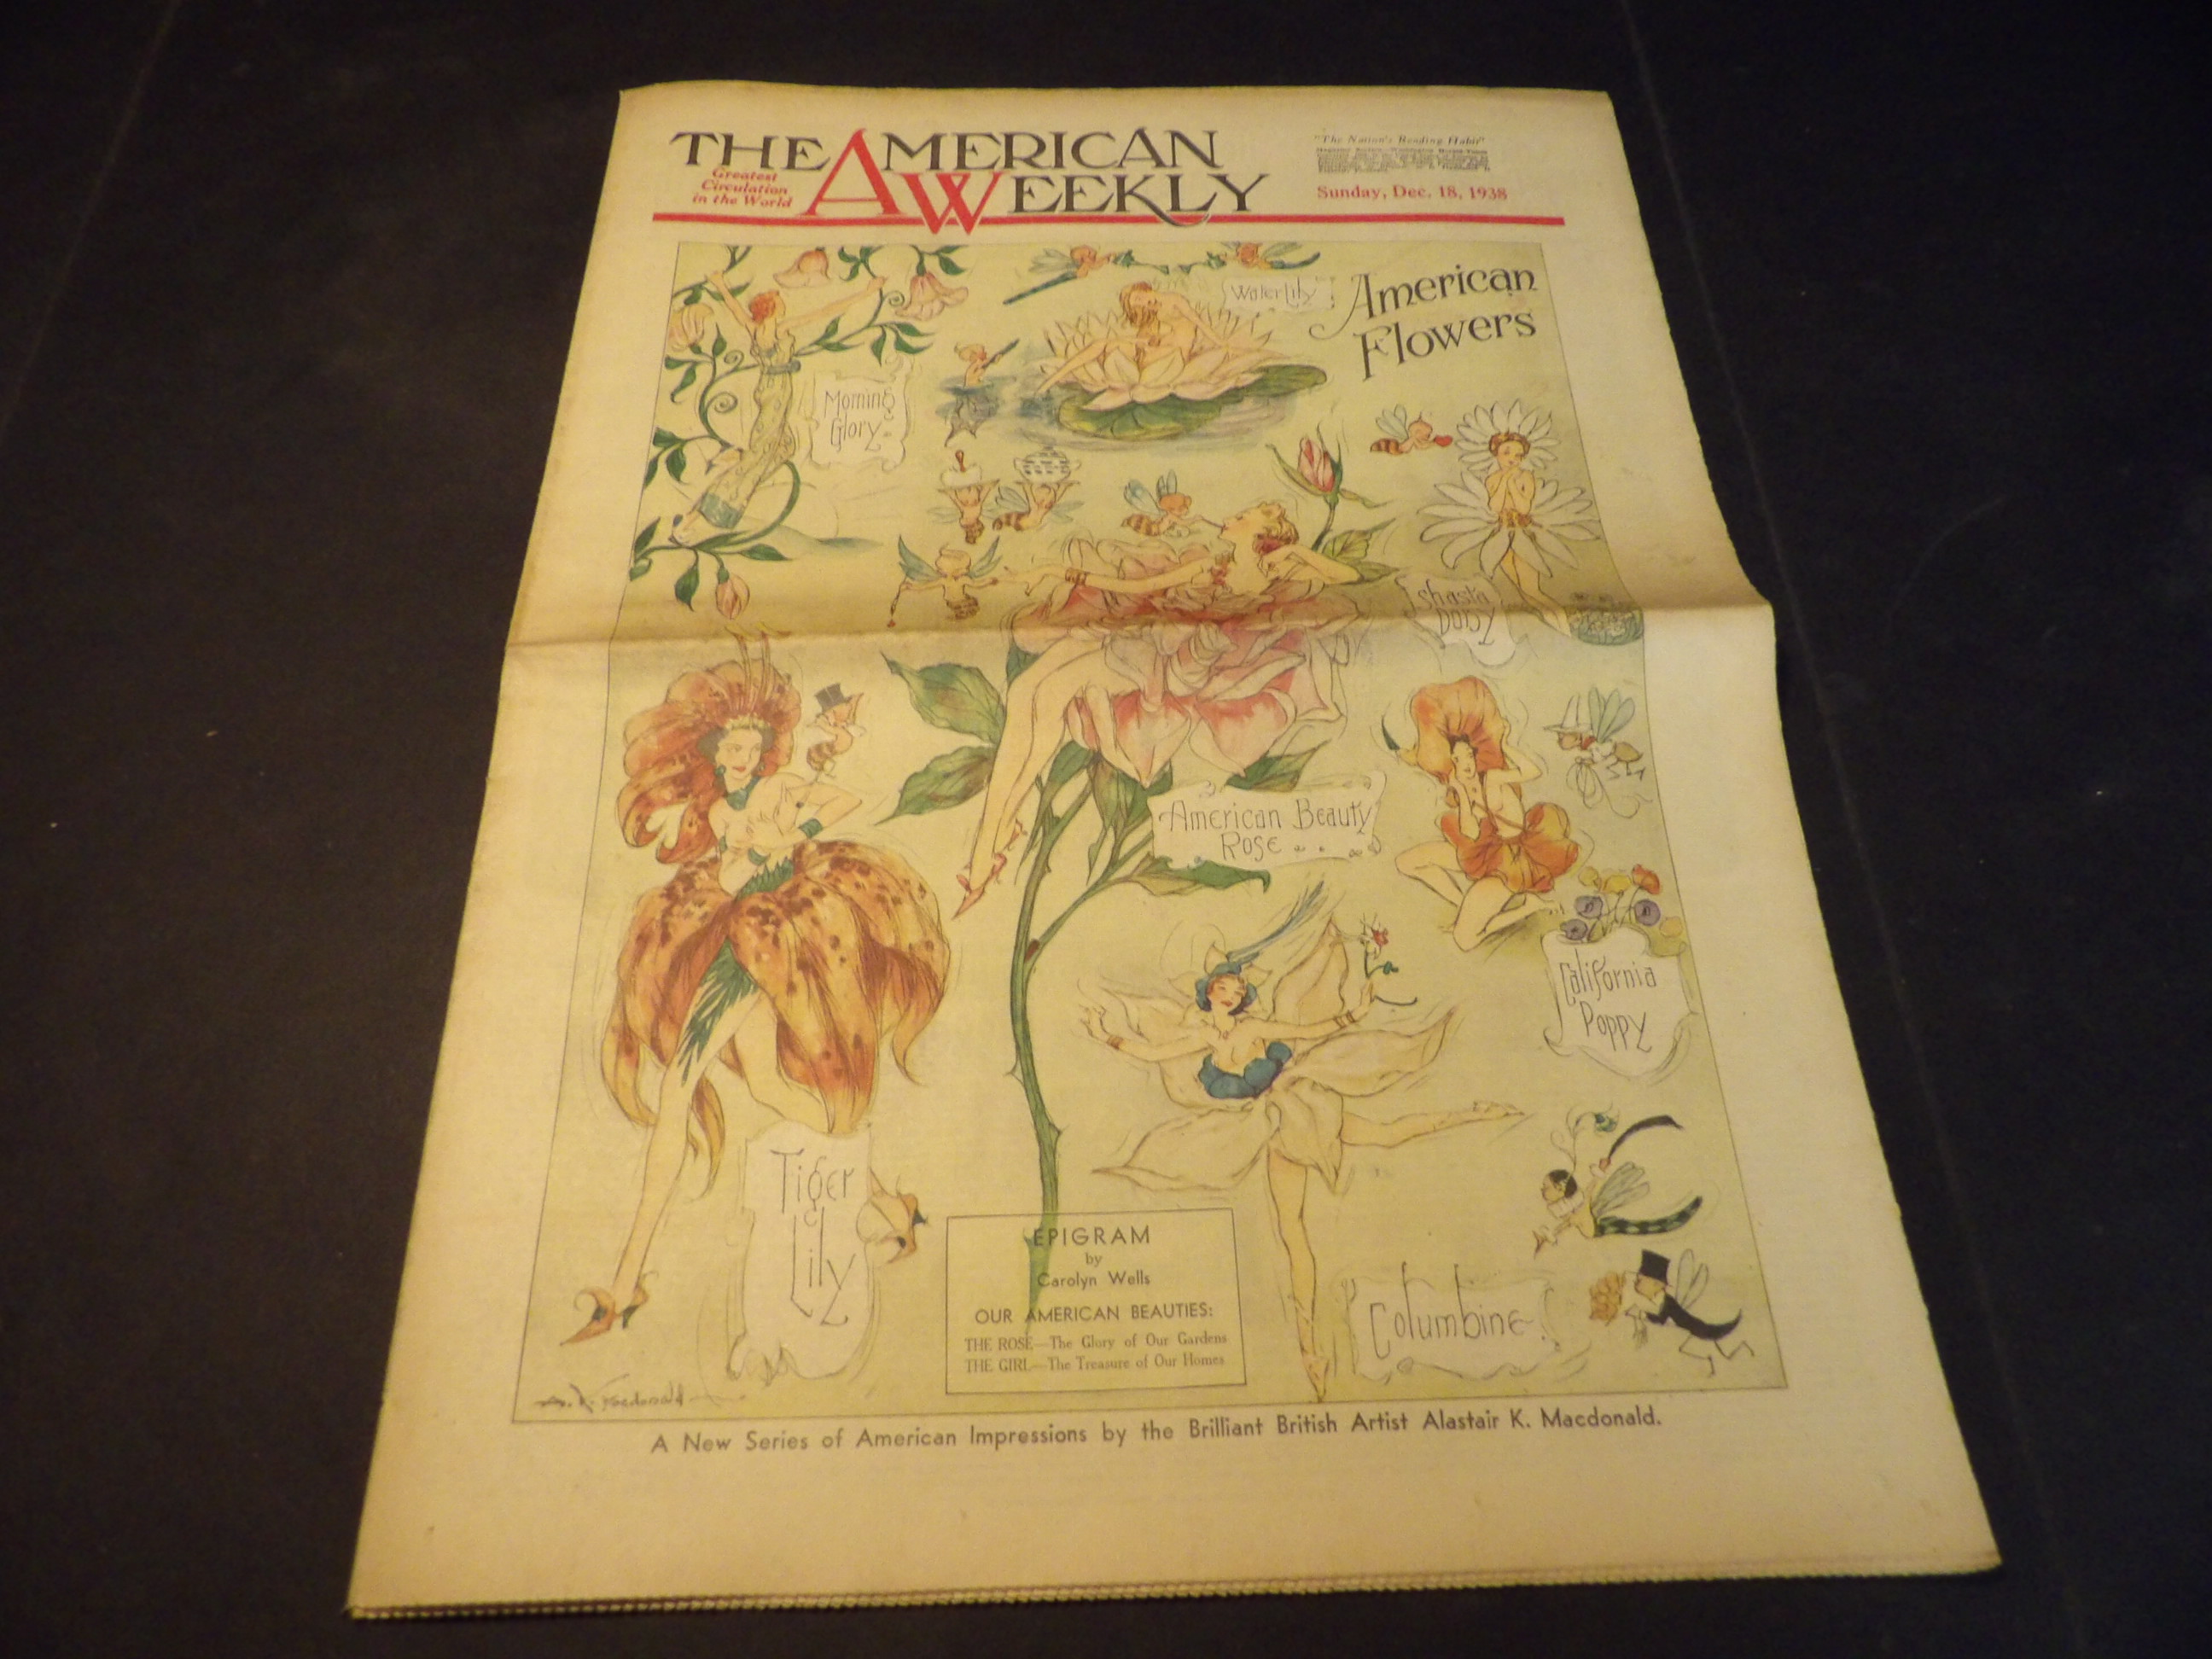 THE AMERICAN
WEEKLY
Greatest
Circulation
in the World
"The Nation's Reading Habit"
Sunday, Dec. 18, 1938
American
Flowers
Water Lily
Morning
Glory
Shasta
Daisy
American Beauty
Rose
California
Poppy
Tiger
Lily
Columbine
EPIGRAM
by
Carolyn Wells
OUR AMERICAN BEAUTIES:
THE ROSE—The Glory of Our Gardens
THE GIRL—The Treasure of Our Homes
A. K. Macdonald
A New Series of American Impressions by the Brilliant British Artist Alastair K. Macdonald.